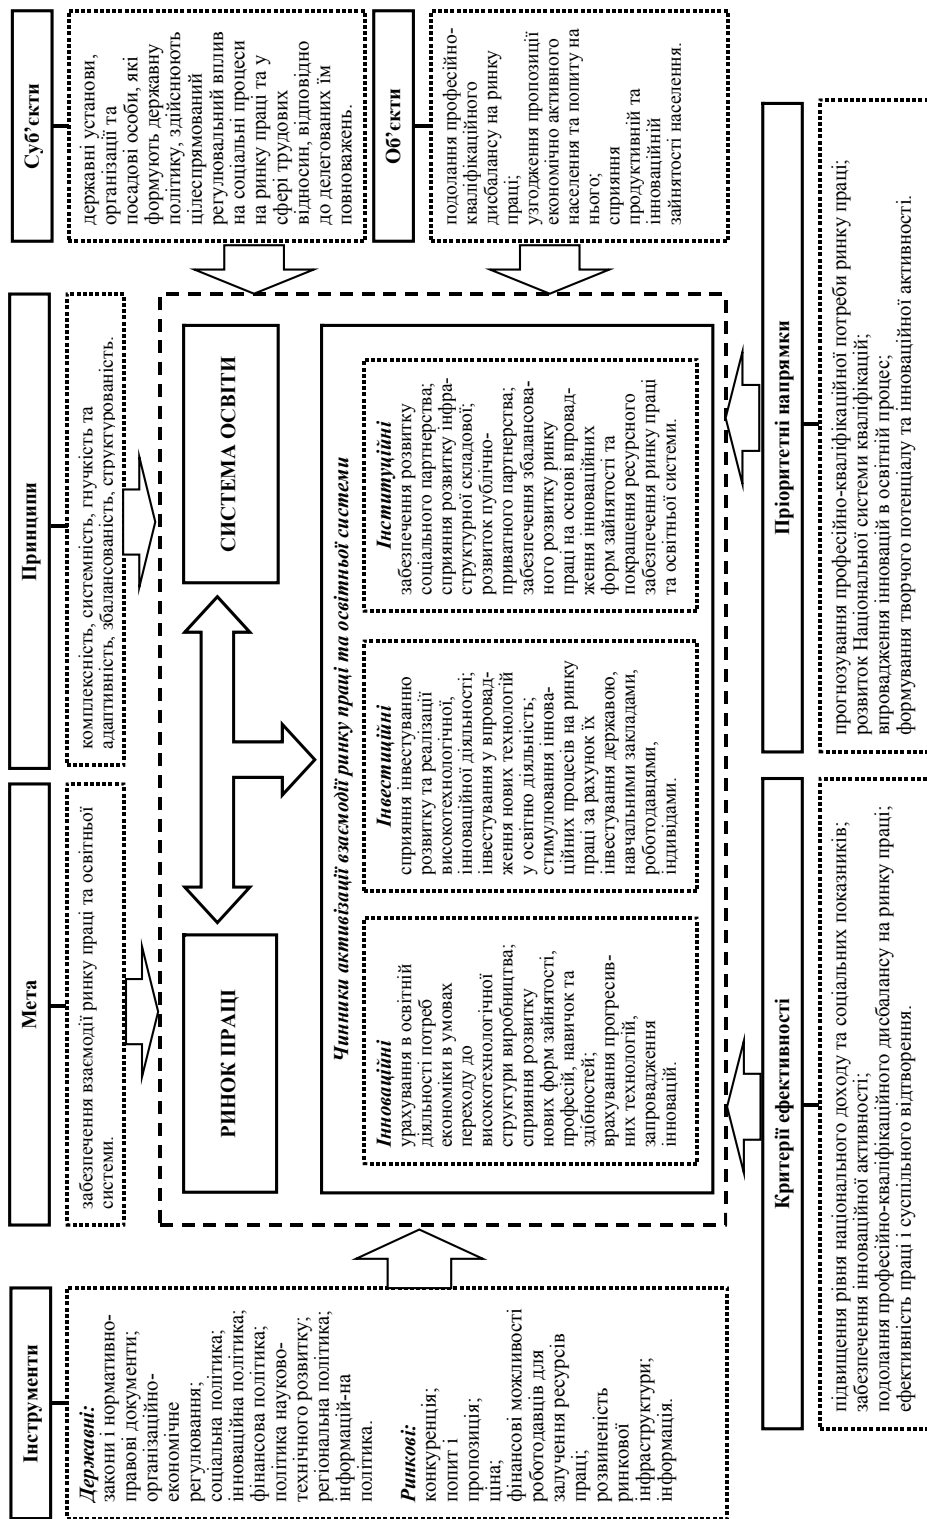 Інструменти
Державні:
закони і нормативно-
правові документи;
організаційно-
економічне
регулювання;
соціальна політика;
інноваційна політика;
фінансова політика;
політика науково-
технічного розвитку;
регіональна політика;
інформацій-на
політика.
Ринкові:
конкуренція;
попит і
пропозиція;
ціна;
фінансові можливості
роботодавців для
залучення ресурсів
праці;
розвиненість
ринкової
інфраструктури;
інформація.
Мета
забезпечення взаємодії ринку праці та освітньої
системи.
Принципи
комплексність, системність, гнучкість та
адаптивність, збалансованість, структурованість.
Суб’єкти
державні установи,
організації та
посадові особи, які
формують державну
політику, здійснюють
цілеспрямований
регулювальний вплив
на соціальні процеси
на ринку праці та у
сфері трудових
відносин, відповідно
до делегованих їм
повноважень.
Об’єкти
подолання професійно-
кваліфікаційного
дисбалансу на ринку
праці;
узгодження пропозиції
економічно активного
населення та попиту на
нього;
сприяння
продуктивній та
інноваційній
зайнятості населення.
РИНОК ПРАЦІ
СИСТЕМА ОСВІТИ
Чинники активізації взаємодії ринку праці та освітньої системи
Інноваційні
урахування в освітній
діяльності потреб
економіки в умовах
переходу до
високотехнологічної
структури виробництва;
сприяння розвитку
нових форм зайнятості,
професій, навичок та
здібностей;
врахування прогресив-
них технологій,
запровадження
інновацій.
Інвестиційні
сприяння інвестуванню
розвитку та реалізації
високотехнологічної,
інноваційної діяльності;
інвестування у впровад-
ження нових технологій
у освітню діяльність;
стимулювання іннова-
ційних процесів на ринку
праці за рахунок їх
інвестування державою,
навчальними закладами,
роботодавцями,
індивідами.
Інституційні
забезпечення розвитку
соціального партнерства;
сприяння розвитку інфра-
структурної складової;
розвиток публічно-
приватного партнерства;
забезпечення збалансова-
ного розвитку ринку
праці на основі впровад-
ження інноваційних
форм зайнятості та
покращення ресурсного
забезпечення ринку праці
та освітньої системи.
Критерії ефективності
підвищення рівня національного доходу та соціальних показників;
забезпечення інноваційної активності;
подолання професійно-кваліфікаційного дисбалансу на ринку праці;
ефективність праці і суспільного відтворення.
Пріоритетні напрямки
прогнозування професійно-кваліфікаційної потреби ринку праці;
розвиток Національної системи кваліфікацій;
впровадження інновацій в освітній процес;
формування творчого потенціалу та інноваційної активності.